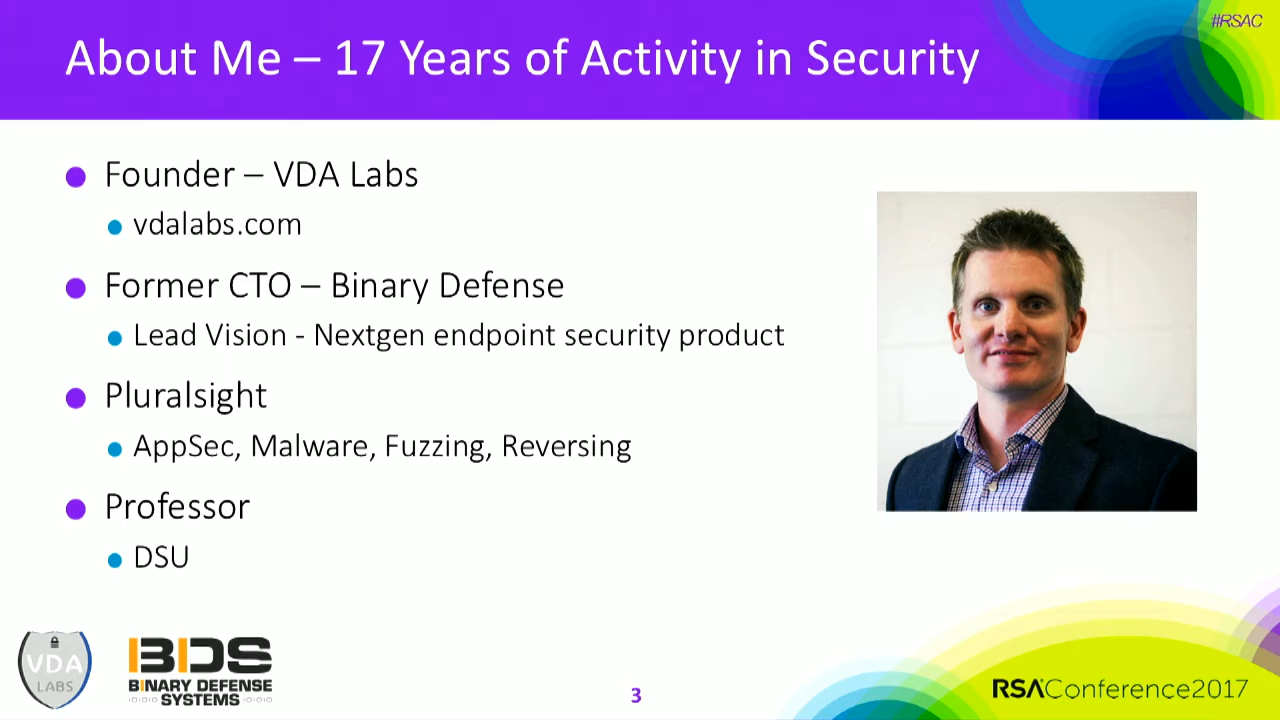 #RSAC
About Me – 17 Years of Activity in Security
Founder – VDA Labs
vdalabs.com
Former CTO – Binary Defense
Lead Vision - Nextgen endpoint security product
Pluralsight
AppSec, Malware, Fuzzing, Reversing
Professor
DSU
VDA
LABS
BDS
BINARY DEFENSE
SYSTEMS
3
RSAConference2017